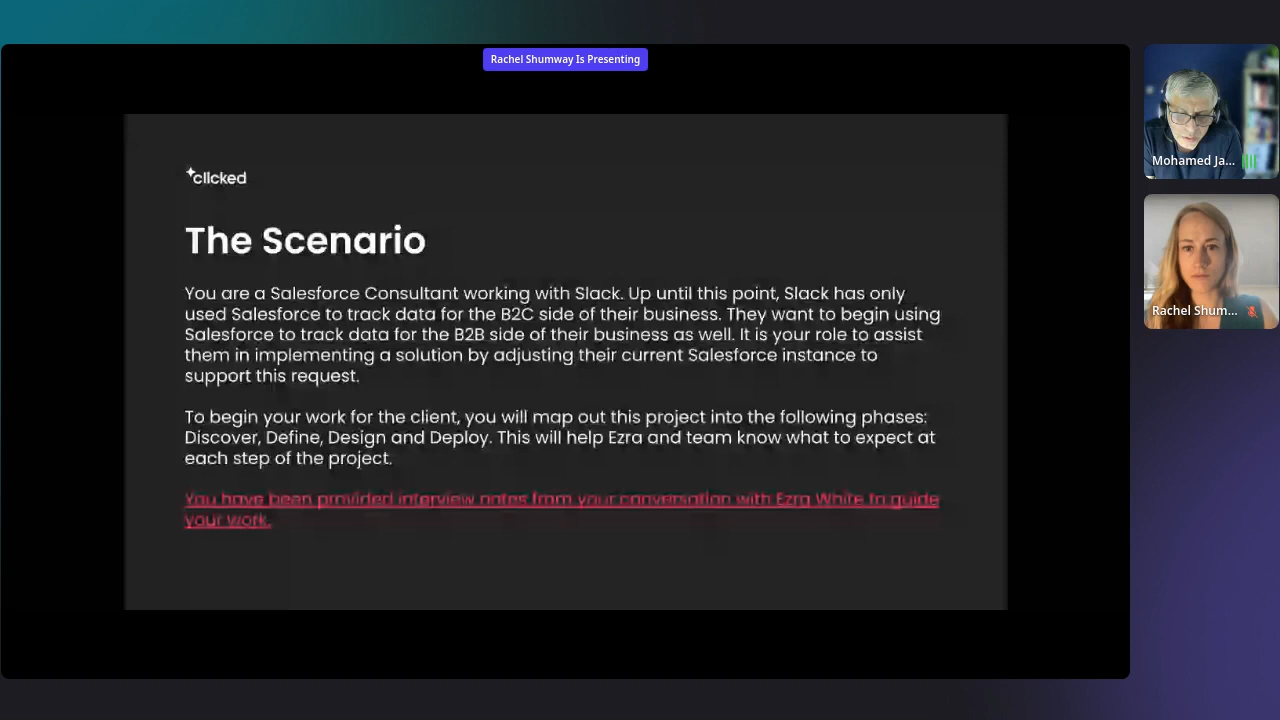 Rachel Shumway Is Presenting
clicked
The Scenario
You are a Salesforce Consultant working with Slack. Up until this point, Slack has only
used Salesforce to track data for the B2C side of their business. They want to begin using
Salesforce to track data for the B2B side of their business as well. It is your role to assist
them in implementing a solution by adjusting their current Salesforce instance to
support this request.
To begin your work for the client, you will map out this project into the following phases:
Discover, Define, Design and Deploy. This will help Ezra and team know what to expect at
each step of the project.
You have been provided interview notes from your conversation with Ezra White to guide
your work.
Mohamed Ja...
Rachel Shum...